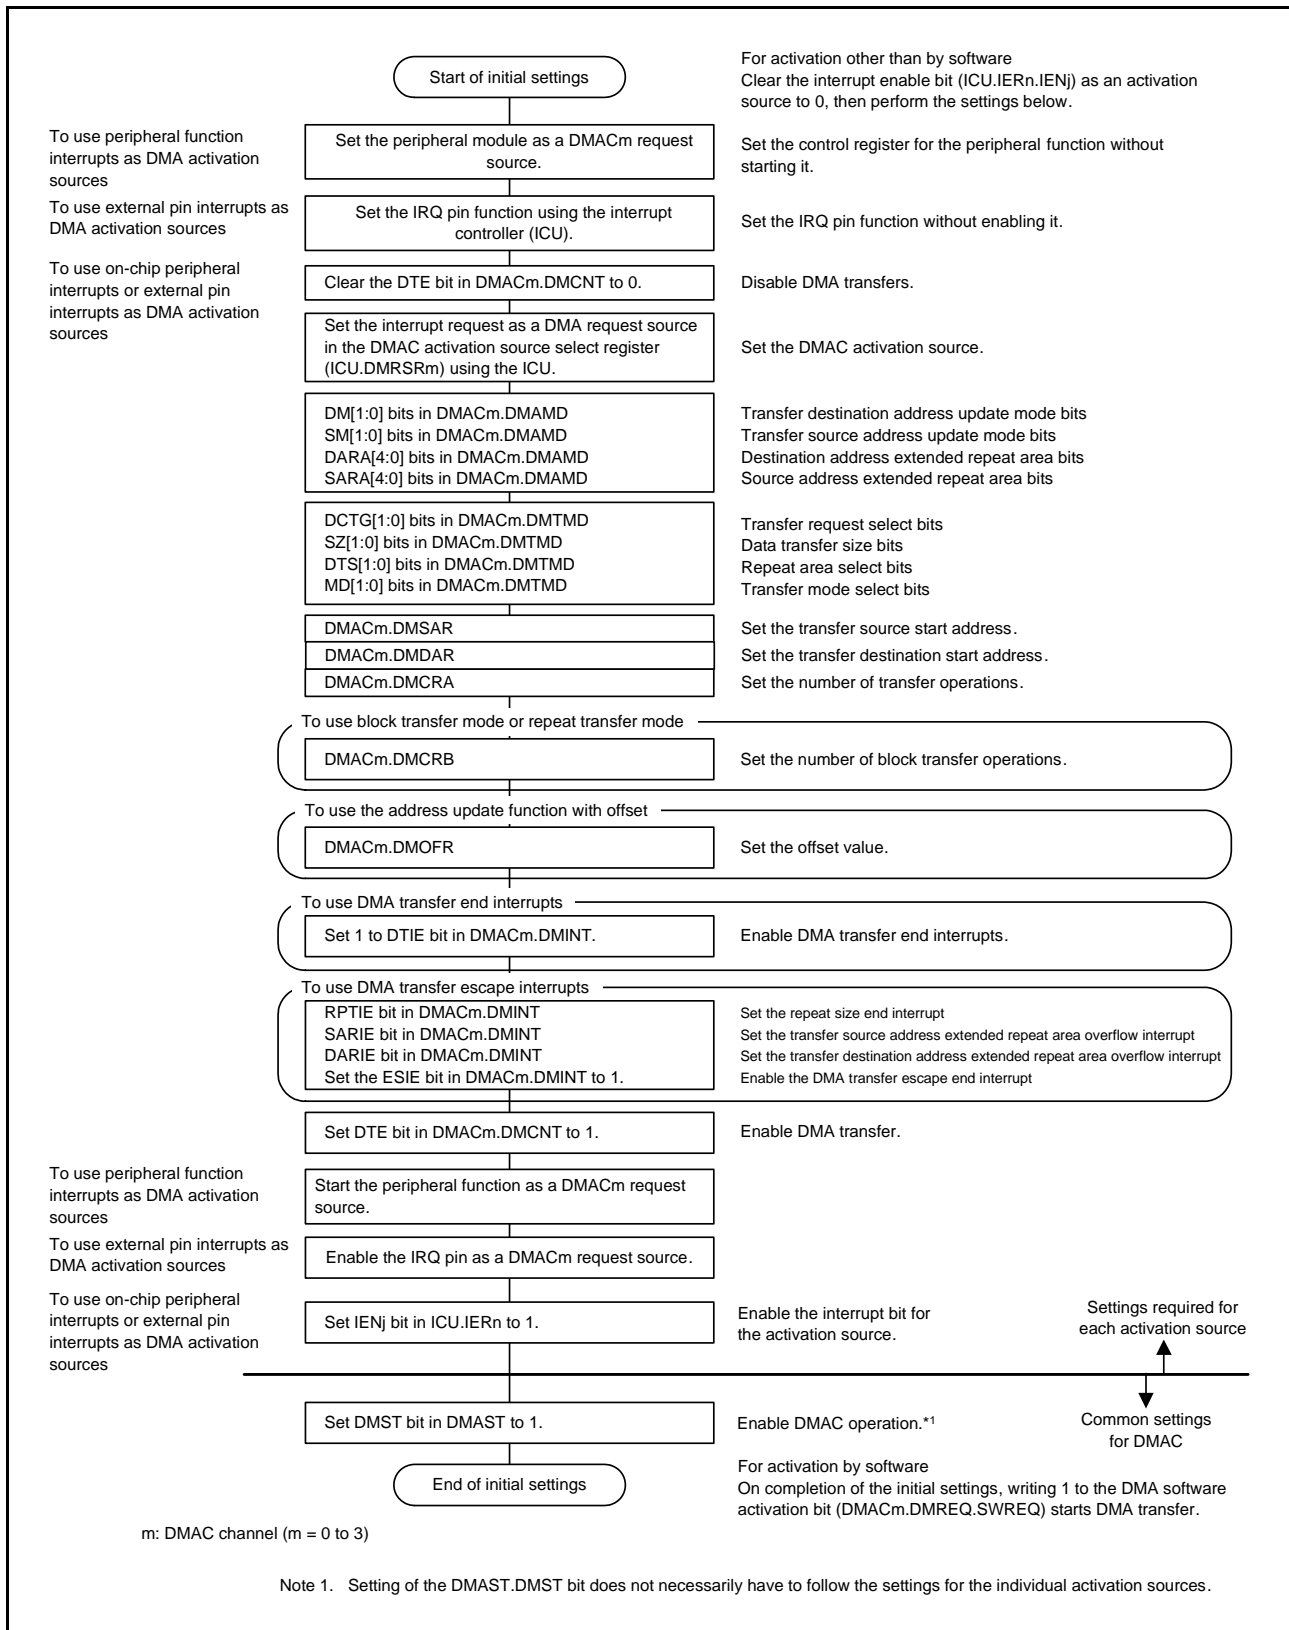 For activation other than by software
Start of initial settings
Clear the interrupt enable bit (ICU.IERn.IENj) as an activation
source to 0, then perform the settings below.
To use peripheral function
interrupts as DMA activation
sources
Set the peripheral module as a DMACm request
source.
Set the control register for the peripheral function without
starting it.
To use external pin interrupts as
DMA activation sources
Set the IRQ pin function using the interrupt
controller (ICU).
Set the IRQ pin function without enabling it.
To use on-chip peripheral
interrupts or external pin
interrupts as DMA activation
sources
Clear the DTE bit in DMACm.DMCNT to 0.
Disable DMA transfers.
Set the interrupt request as a DMA request source
in the DMAC activation source select register
(ICU.DMRSRm) using the ICU.
Set the DMAC activation source.
DM[1:0] bits in DMACm.DMAMD
Transfer destination address update mode bits
SM[1:0] bits in DMACm.DMAMD
Transfer source address update mode bits
DARA[4:0] bits in DMACm.DMAMD
Destination address extended repeat area bits
SARA[4:0] bits in DMACm.DMAMD
Source address extended repeat area bits
DCTG[1:0] bits in DMACm.DMTMD
Transfer request select bits
SZ[1:0] bits in DMACm.DMTMD
Data transfer size bits
DTS[1:0] bits in DMACm.DMTMD
Repeat area select bits
MD[1:0] bits in DMACm.DMTMD
Transfer mode select bits
DMACm.DMSAR
Set the transfer source start address.
DMACm.DMDAR
Set the transfer destination start address.
DMACm.DMCRA
Set the number of transfer operations.
To use block transfer mode or repeat transfer mode
DMACm.DMCRB
Set the number of block transfer operations.
To use the address update function with offset
DMACm.DMOFR
Set the offset value.
To use DMA transfer end interrupts
Set 1 to DTIE bit in DMACm.DMINT.
Enable DMA transfer end interrupts.
To use DMA transfer escape interrupts
RPTIE bit in DMACm.DMINT
Set the repeat size end interrupt
SARIE bit in DMACm.DMINT
Set the transfer source address extended repeat area overflow interrupt
DARIE bit in DMACm.DMINT
Set the transfer destination address extended repeat area overflow interrupt
Set the ESIE bit in DMACm.DMINT to 1.
Enable the DMA transfer escape end interrupt
Set DTE bit in DMACm.DMCNT to 1.
Enable DMA transfer.
To use peripheral function
interrupts as DMA activation
sources
Start the peripheral function as a DMACm request
source.
To use external pin interrupts as
DMA activation sources
Enable the IRQ pin as a DMACm request source.
To use on-chip peripheral
interrupts or external pin
interrupts as DMA activation
sources
Set IENj bit in ICU.IERn to 1.
Enable the interrupt bit for
the activation source.
Settings required for
each activation source
Set DMST bit in DMAST to 1.
Enable DMAC operation.*1
Common settings
for DMAC
End of initial settings
For activation by software
On completion of the initial settings, writing 1 to the DMA software
activation bit (DMACm.DMREQ.SWREQ) starts DMA transfer.
m: DMAC channel (m = 0 to 3)
Note 1. Setting of the DMAST.DMST bit does not necessarily have to follow the settings for the individual activation sources.